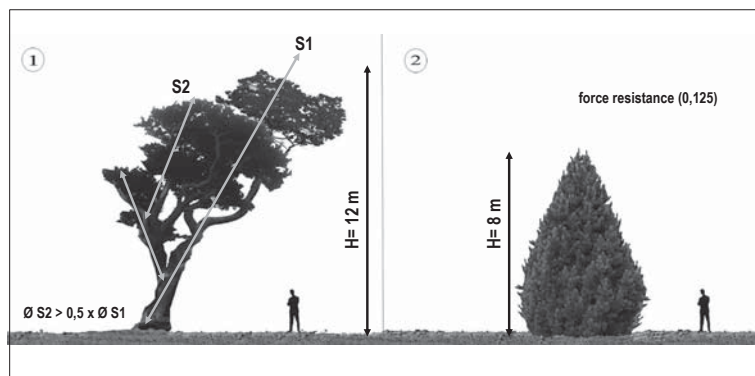 1
S1
S2
H= 12 m
Ø S2 > 0,5 x Ø S1
2
force resistance (0,125)
H= 8 m